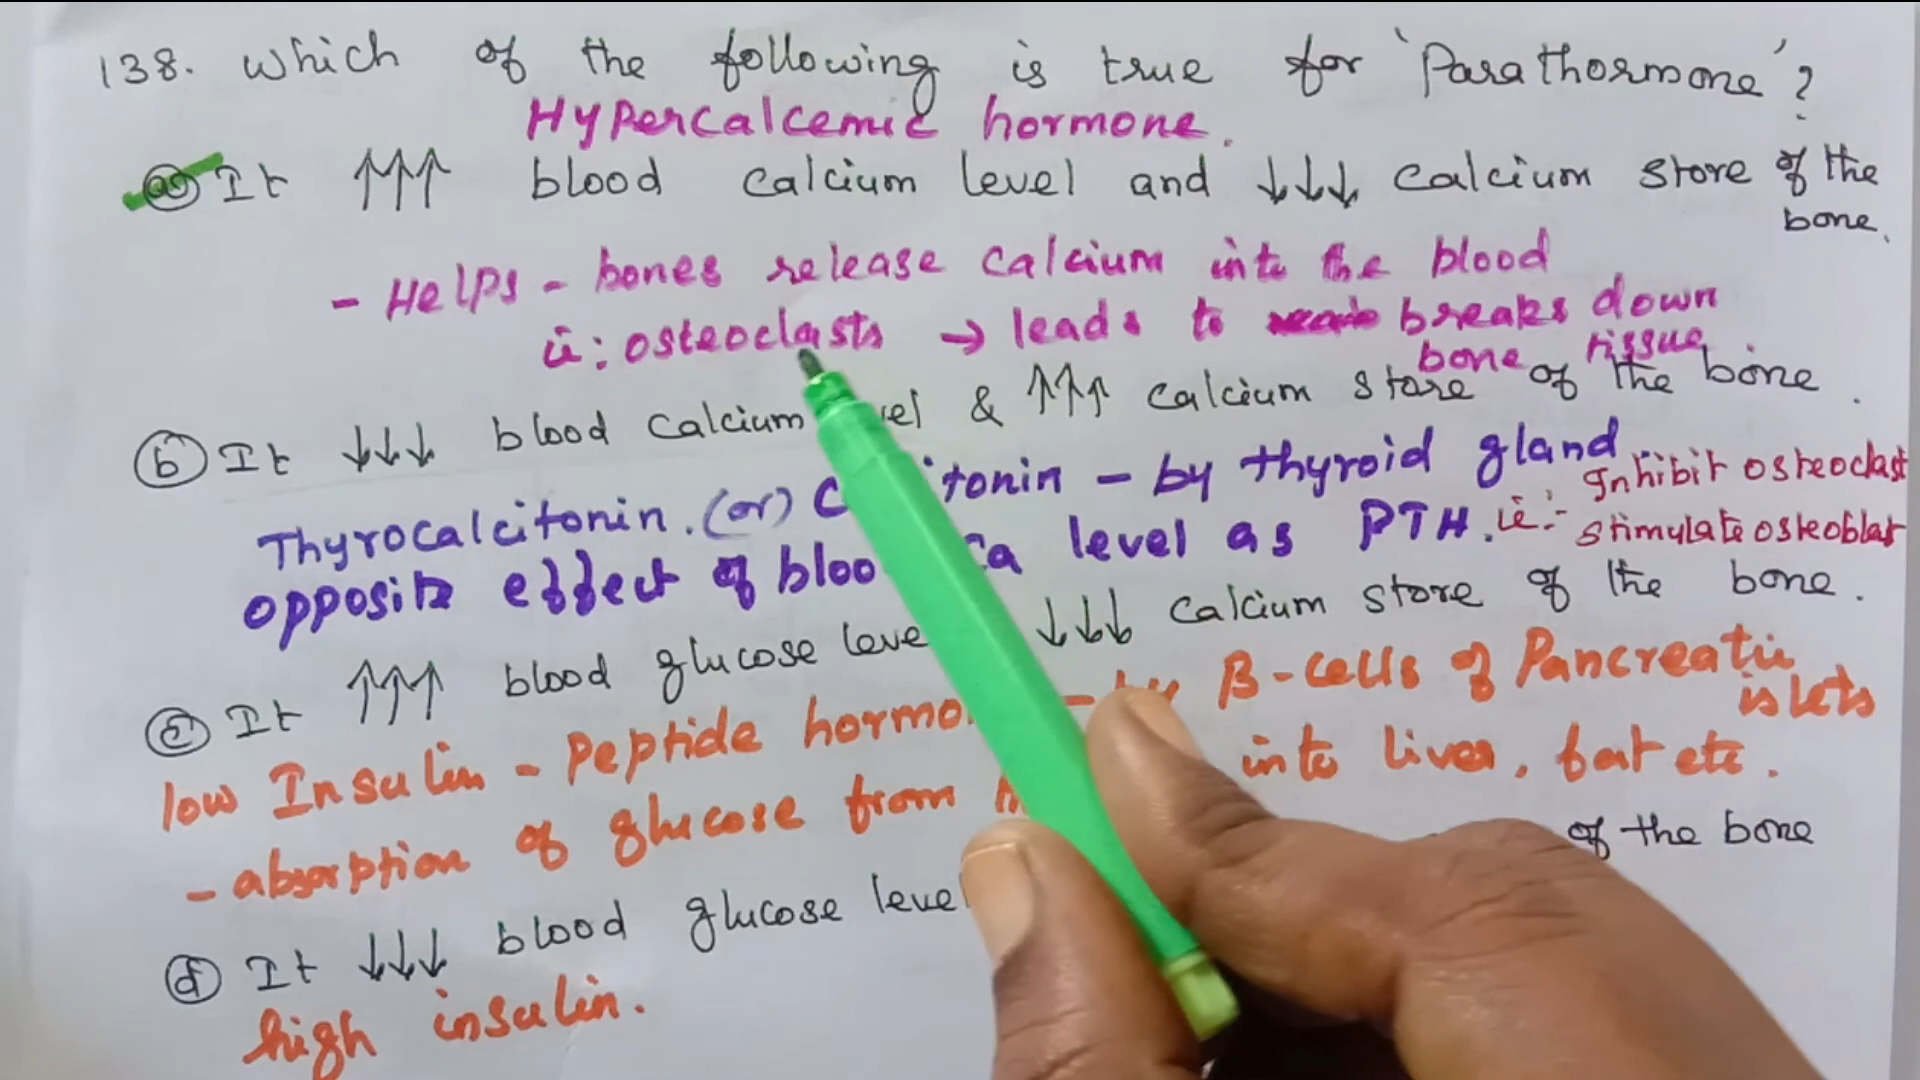 138. Which of the following is true for 'Parathormone'?
Hypercalcemic hormone.
(a) It ↑↑↑ blood calcium level and ↓↓↓ calcium store of the bone.
- Helps - bones release calcium into the blood
ie: osteoclasts → leads to breaks down bone tissue
(b) It ↓↓↓ blood calcium & ↑↑↑ calcium store of the bone.
Thyrocalcitonin. (or) - by thyroid gland
opposite effect of level as PTH. ie:- Inhibit osteoclast
stimulate osteoblast
(c) It ↑↑↑ blood glucose ↓↓↓ calcium store of the bone.
low Insulin - Peptide - by β-cells of Pancreatic islets
- absorption of glucose from into liver, fat etc.
(d) It ↓↓↓ blood glucose level of the bone
high insulin.